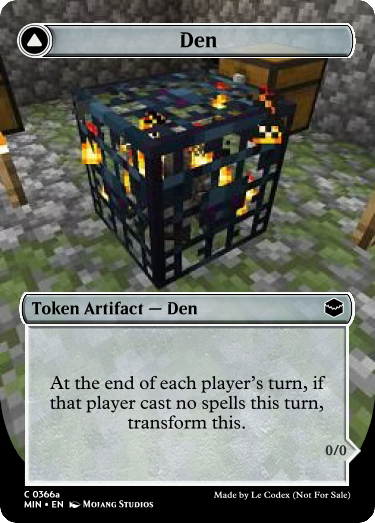 Den
Token Artifact — Den
At the end of each player's turn, if
that player cast no spells this turn,
transform this.
0/0
C 0366a
MIN • EN Mojang Studios
Made by Le Codex (Not For Sale)